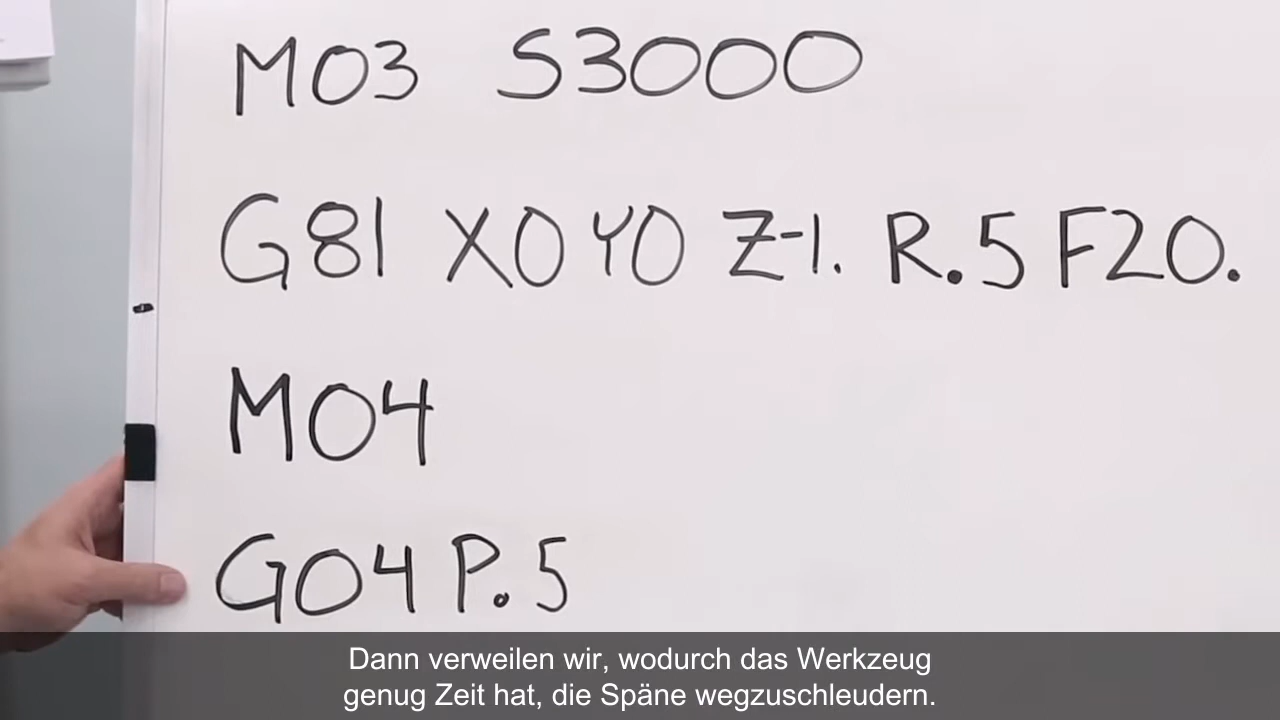 M03 S3000
G81 X0 Y0 Z-1. R.5 F20.
M04
G04 P.5
Dann verweilen wir, wodurch das Werkzeug
genug Zeit hat, die Späne wegzuschleudern.